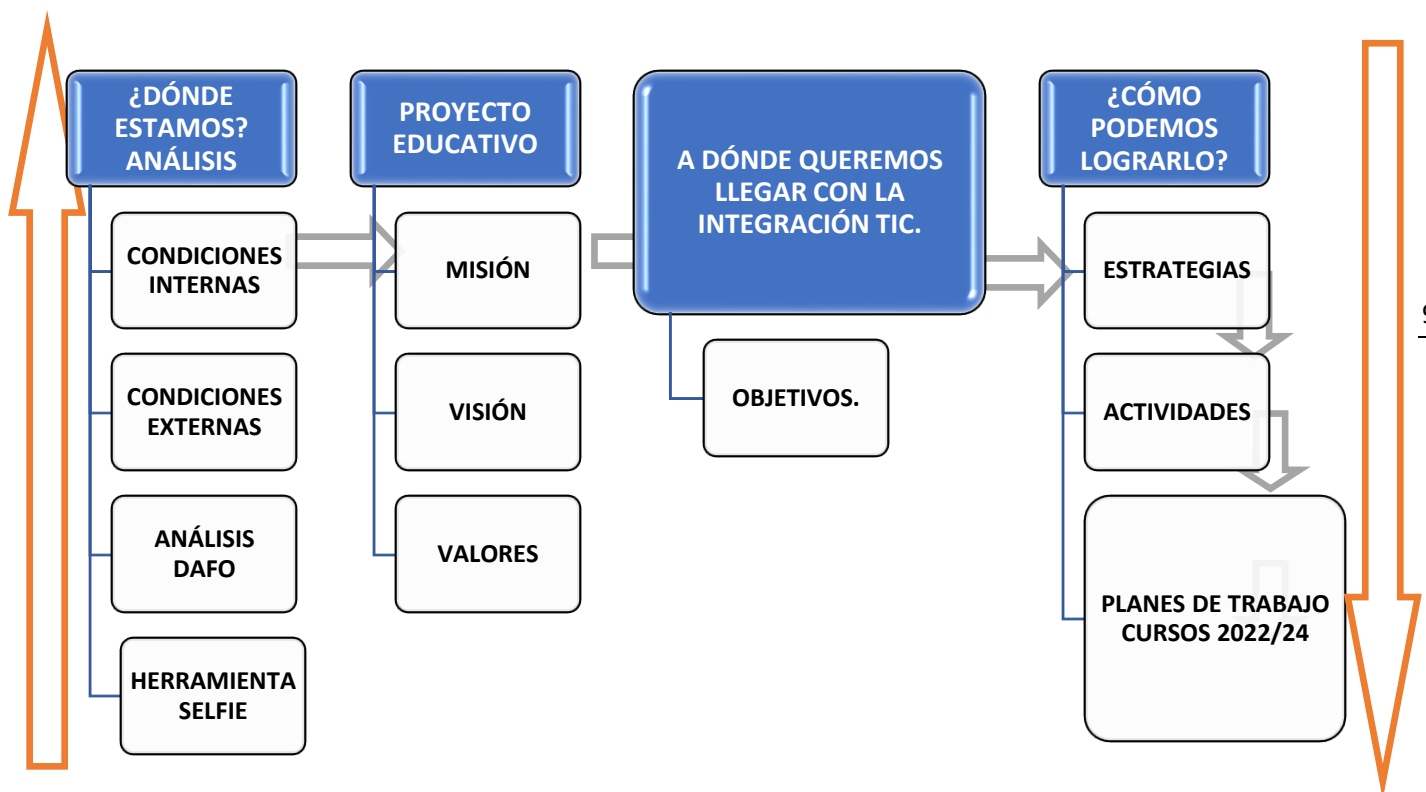 ¿DÓNDE
ESTAMOS?
ANÁLISIS
CONDICIONES
INTERNAS
CONDICIONES
EXTERNAS
ANÁLISIS
DAFO
HERRAMIENTA
SELFIE
PROYECTO
EDUCATIVO
MISIÓN
VISIÓN
VALORES
A DÓNDE QUEREMOS
LLEGAR CON LA
INTEGRACIÓN TIC.
OBJETIVOS.
¿CÓMO
PODEMOS
LOGRARLO?
ESTRATEGIAS
ACTIVIDADES
PLANES DE TRABAJO
CURSOS 2022/24